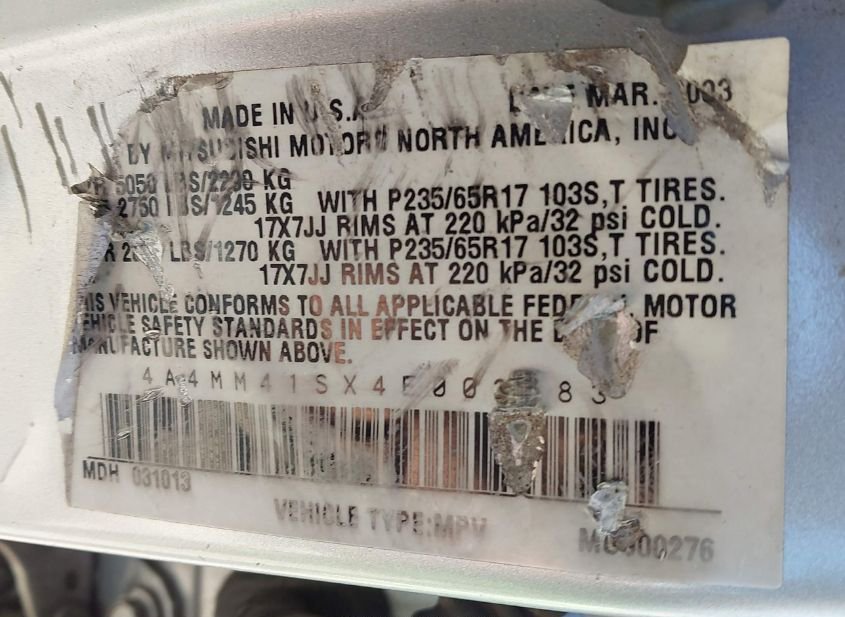 MADE IN U.S.A. MAR.
BY MITSUBISHI MOTORS NORTH AMERICA, INC.
5050 LBS/2290 KG
2750 LBS/1245 KG WITH P235/65R17 103S,T TIRES.
17X7JJ RIMS AT 220 kPa/32 psi COLD.
LBS/1270 KG WITH P235/65R17 103S,T TIRES.
17X7JJ RIMS AT 220 kPa/32 psi COLD.
THIS VEHICLE CONFORMS TO ALL APPLICABLE FEDERAL MOTOR
VEHICLE SAFETY STANDARDS IN EFFECT ON THE OF
MANUFACTURE SHOWN ABOVE.
MDH 031013
VEHICLE TYPE:MPV